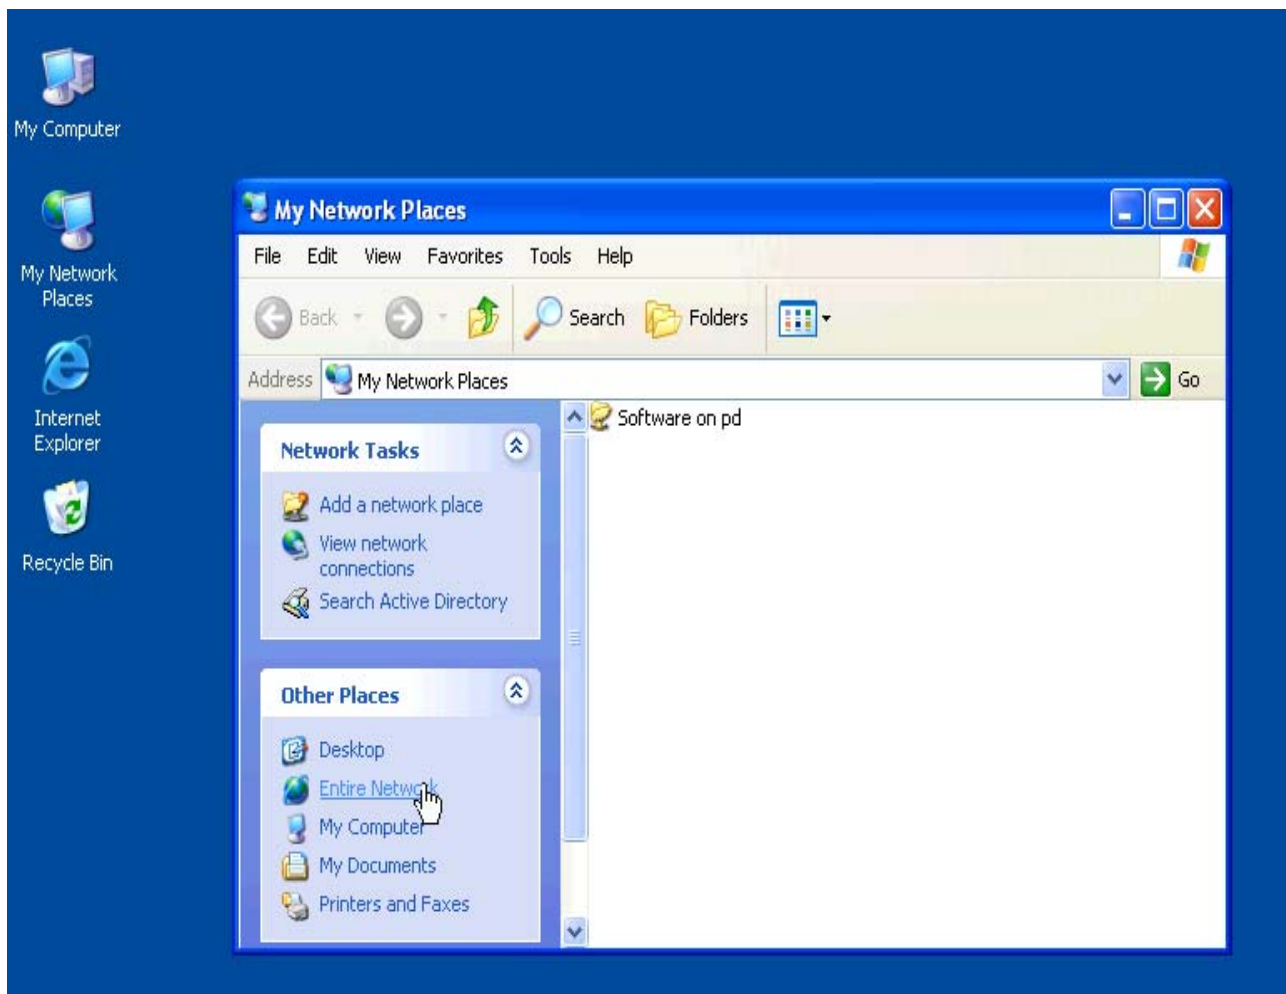 My Computer
My Network
Places
Internet
Explorer
Recycle Bin
My Network Places
File Edit View Favorites Tools Help
Back Search Folders
Address My Network Places Go
Network Tasks
Add a network place
View network
connections
Search Active Directory
Other Places
Desktop
Entire Network
My Computer
My Documents
Printers and Faxes
Software on pd